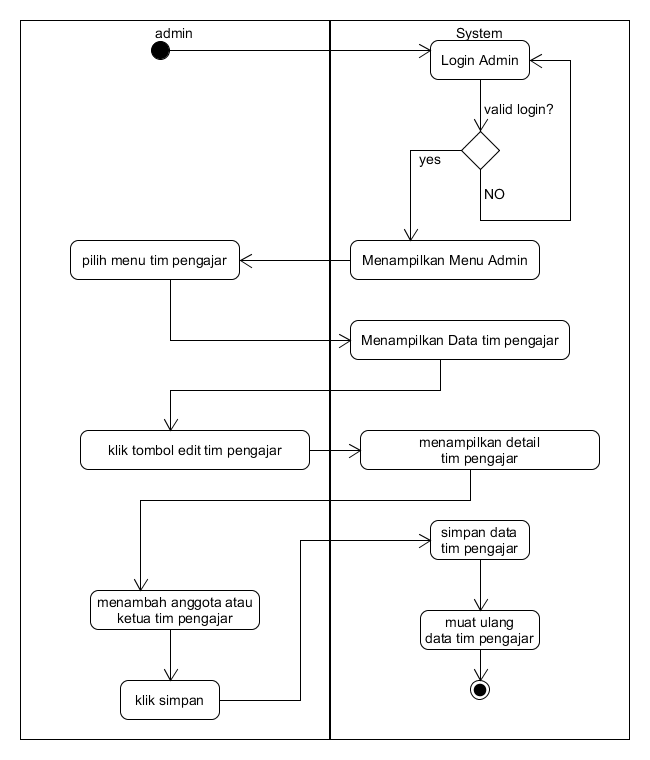 admin
System
Login Admin
valid login?
yes
NO
pilih menu tim pengajar
Menampilkan Menu Admin
Menampilkan Data tim pengajar
klik tombol edit tim pengajar
menampilkan detail
tim pengajar
simpan data
tim pengajar
menambah anggota atau
ketua tim pengajar
muat ulang
data tim pengajar
klik simpan